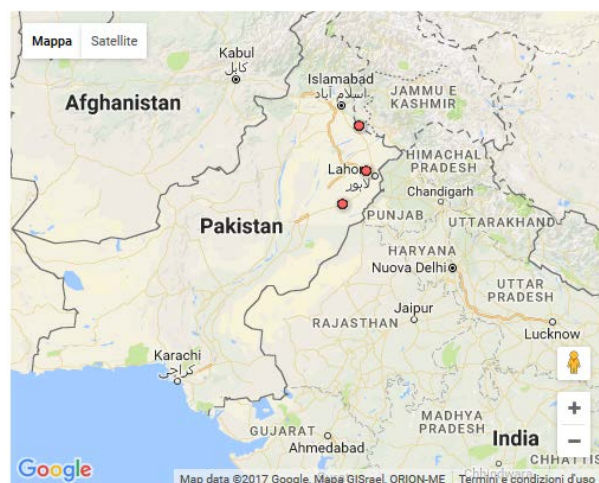 Mappa
Satellite
Kabul
کابل
Afghanistan
Islamabad
اسلام آباد
JAMMU E
KASHMIR
HIMACHAL
PRADESH
Lahore
لاہور
Chandigarh
PUNJAB
UTTARAKHAND
Pakistan
HARYANA
Nuova Delhi
UTTAR
PRADESH
Jaipur
RAJASTHAN
Lucknow
Karachi
کراچی
GUJARAT
Ahmedabad
MADHYA
PRADESH
India
CHHATTIS
Chhindwara
+
−
Google
Map data ©2017 Google, Mapa GISrael, ORION-ME
Termini e condizioni d'uso